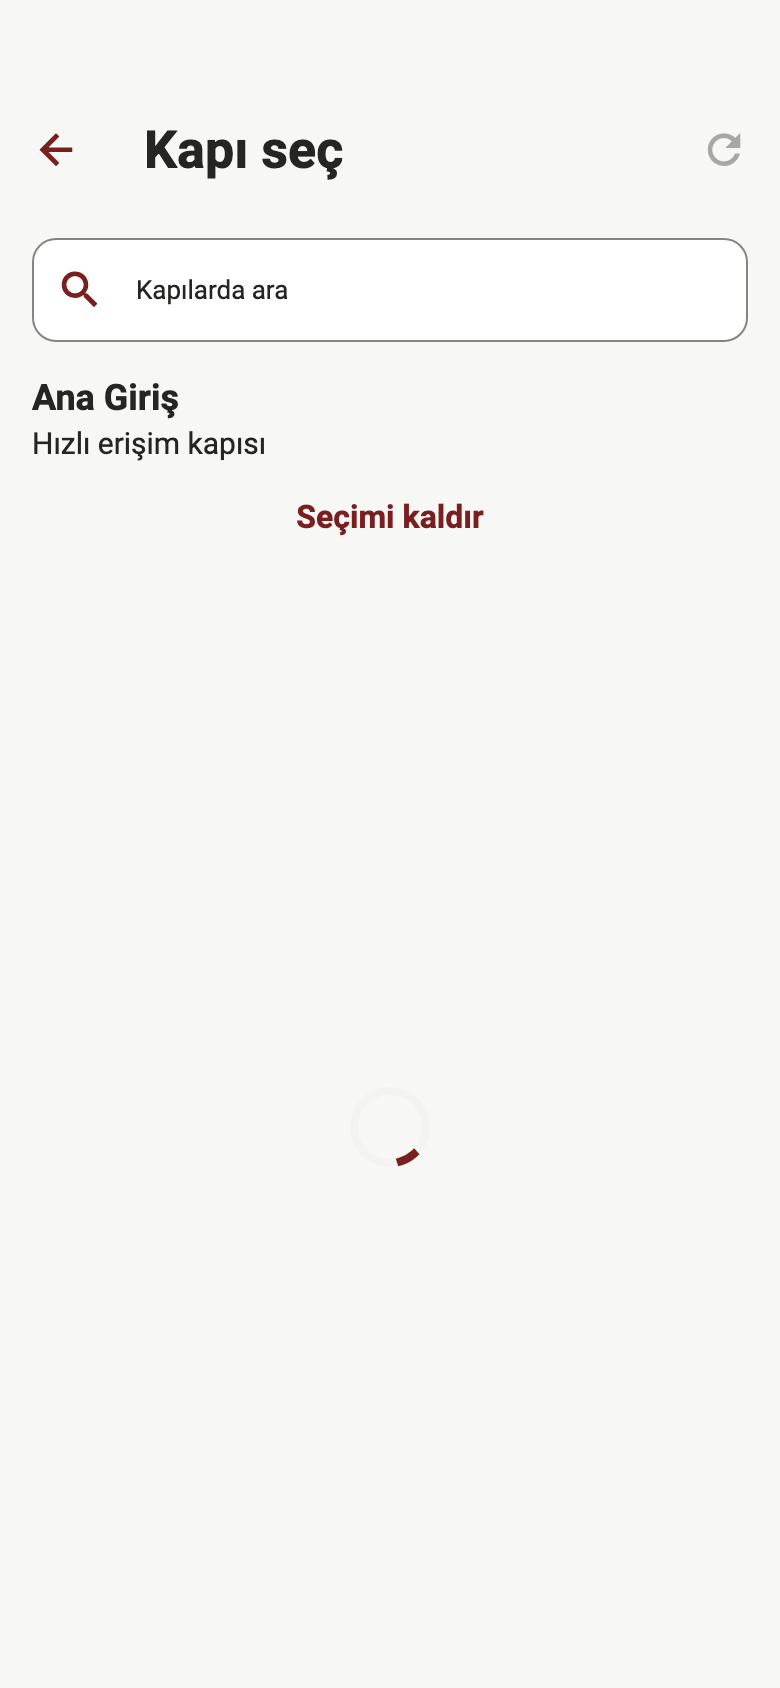 Kapı seç
Kapılarda ara
Ana Giriş
Hızlı erişim kapısı
Seçimi kaldır